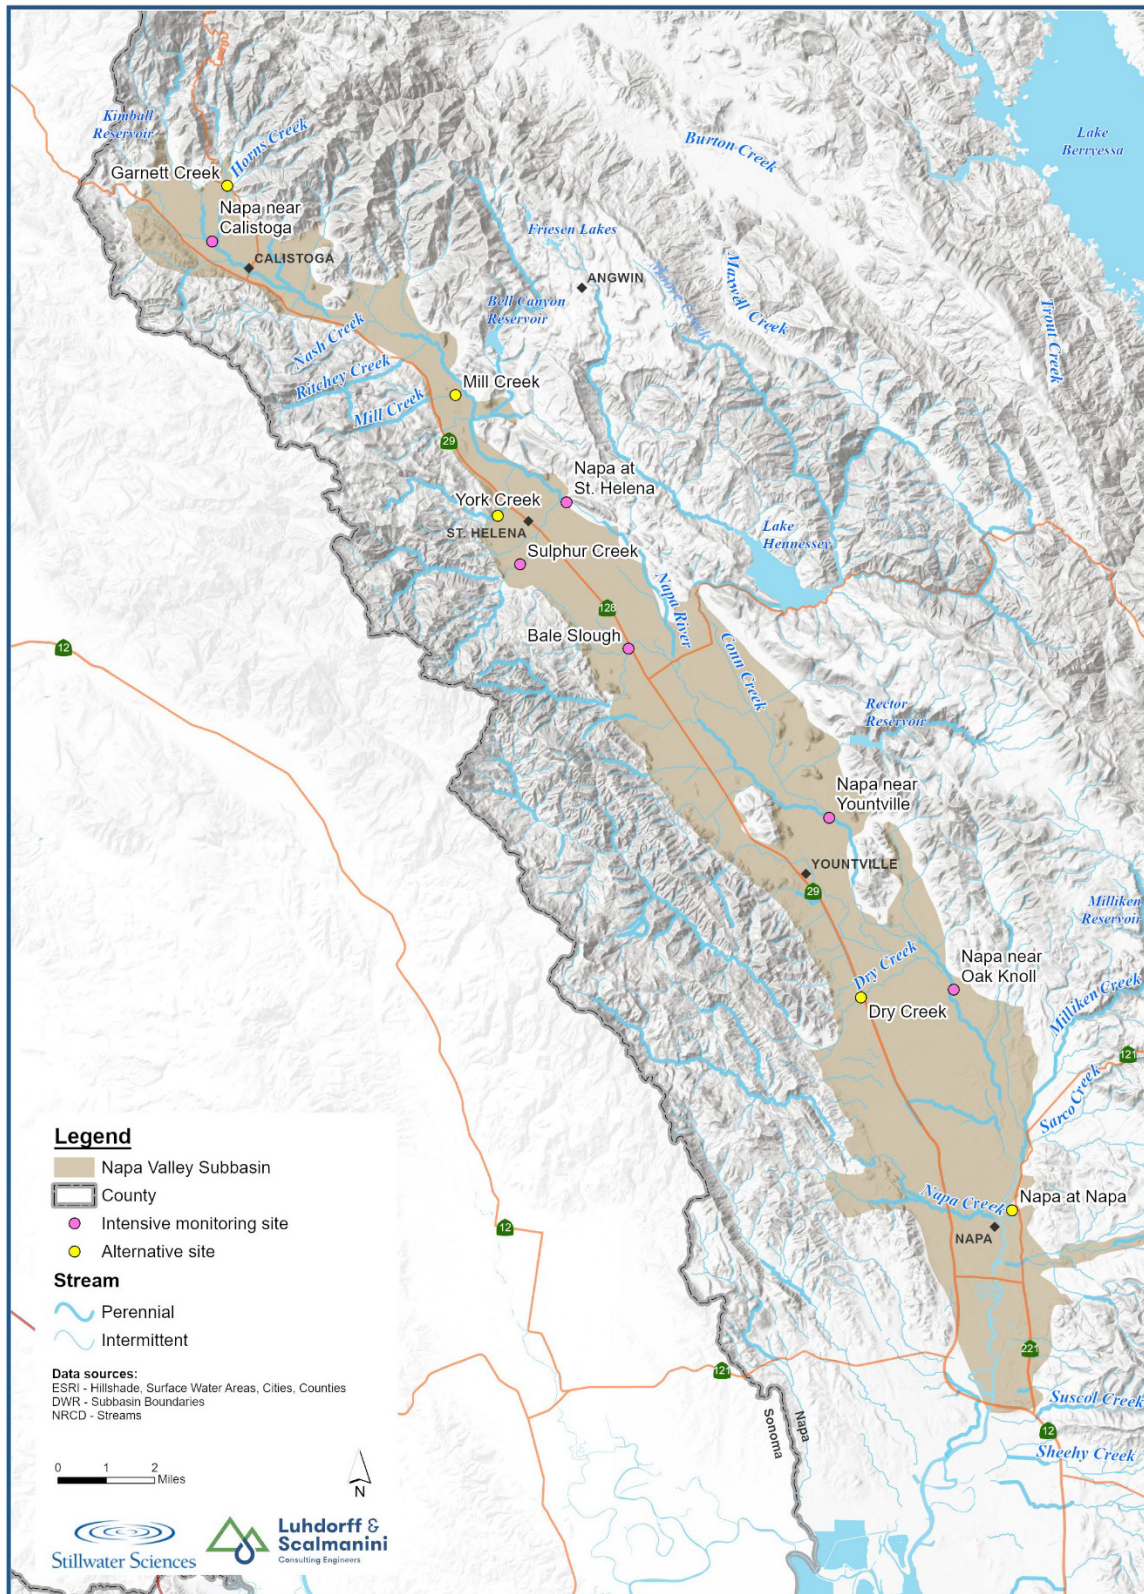 Kimball
Reservoir
Horns Creek
Garnett Creek
Napa near
Calistoga
CALISTOGA
Burton Creek
Lake
Berryessa
Friesen Lakes
ANGWIN
Moore Creek
Maxwell Creek
Trout Creek
Bell Canyon
Reservoir
Nash Creek
Ritchey Creek
Mill Creek
Mill Creek
29
Napa at
St. Helena
York Creek
ST. HELENA
Sulphur Creek
Lake
Hennessey
128
Napa River
Bale Slough
Conn Creek
12
Rector
Reservoir
Napa near
Yountville
YOUNTVILLE
29
Milliken
Reservoir
Napa near
Oak Knoll
Dry Creek
Dry Creek
Milliken Creek
121
Sarco Creek
Napa Creek
Napa at Napa
NAPA
12
221
121
Suscol Creek
12
Sheehy Creek
Sonoma
Napa
Legend
Napa Valley Subbasin
County
Intensive monitoring site
Alternative site
Stream
Perennial
Intermittent
Data sources:
ESRI - Hillshade, Surface Water Areas, Cities, Counties
DWR - Subbasin Boundaries
NRCD - Streams
0 1 2
Miles
N
Stillwater Sciences
Luhdorff &
Scalmanini
Consulting Engineers